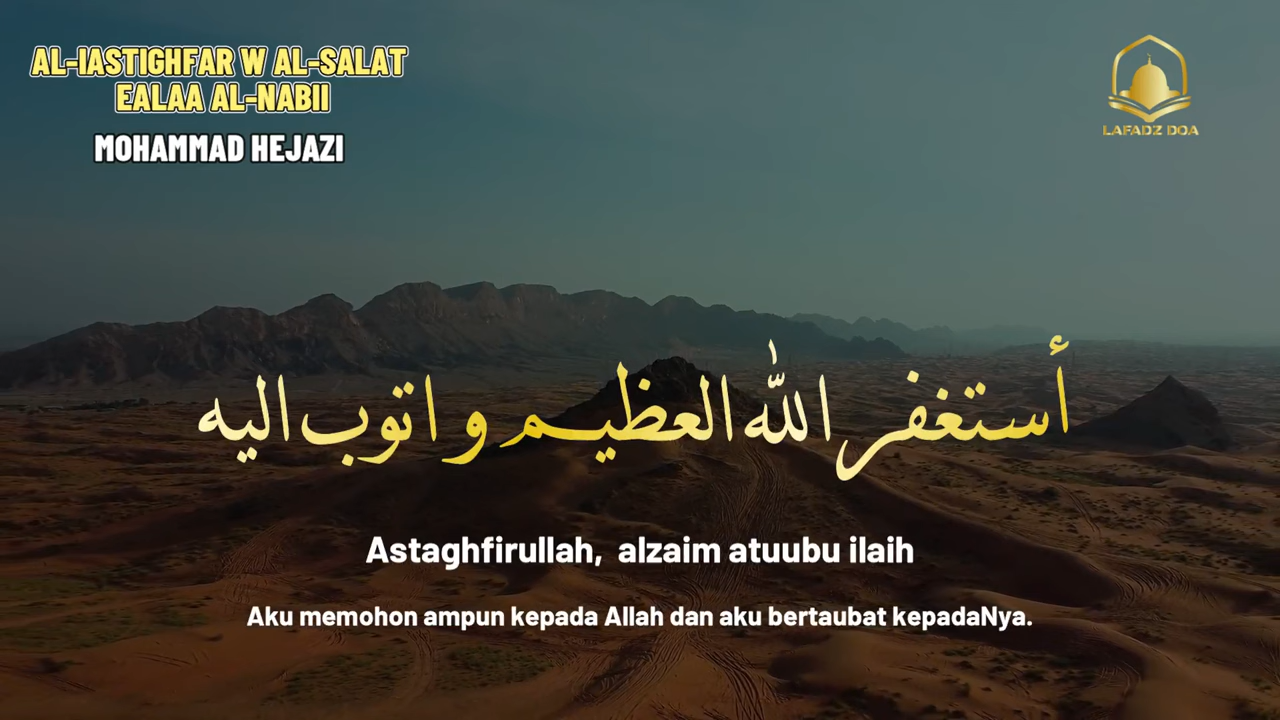 AL-IASTIGHFAR W AL-SALAT
EALAA AL-NABII
MOHAMMAD HEJAZI
LAFADZ DOA
أستغفر الله العظيم و اتوب اليه
Astaghfirullah, alzaim atuubu ilaih
Aku memohon ampun kepada Allah dan aku bertaubat kepadaNya.